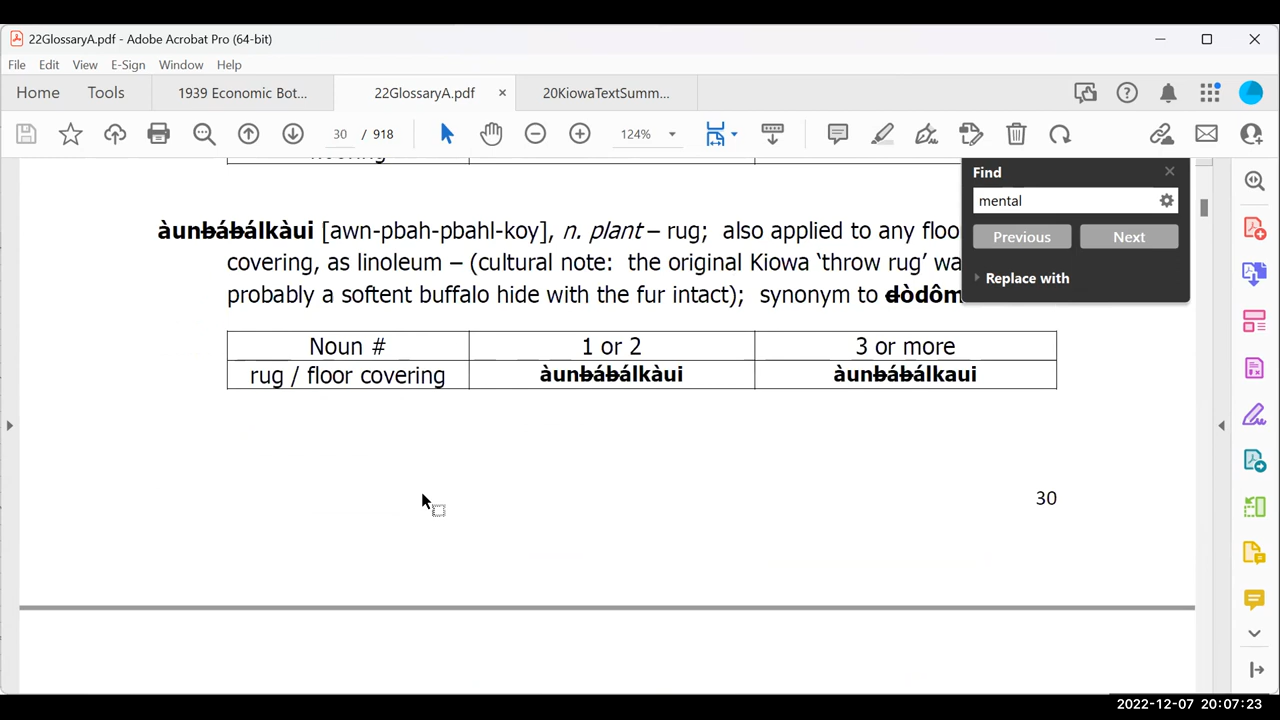 22GlossaryA.pdf - Adobe Acrobat Pro (64-bit)
File Edit View E-Sign Window Help
Home Tools 1939 Economic Bot... 22GlossaryA.pdf 20KiowaTextSumm...
30 / 918 124%
Find
mental
Previous Next
Replace with
àunƀáƀálkàui [awn-pbah-pbahl-koy], n. plant – rug; also applied to any floo
covering, as linoleum – (cultural note: the original Kiowa ‘throw rug’ wa
probably a softent buffalo hide with the fur intact); synonym to đòdôm
Noun # 1 or 2 3 or more
rug / floor covering àunƀáƀálkàui àunƀáƀálkaui
30
2022-12-07 20:07:23